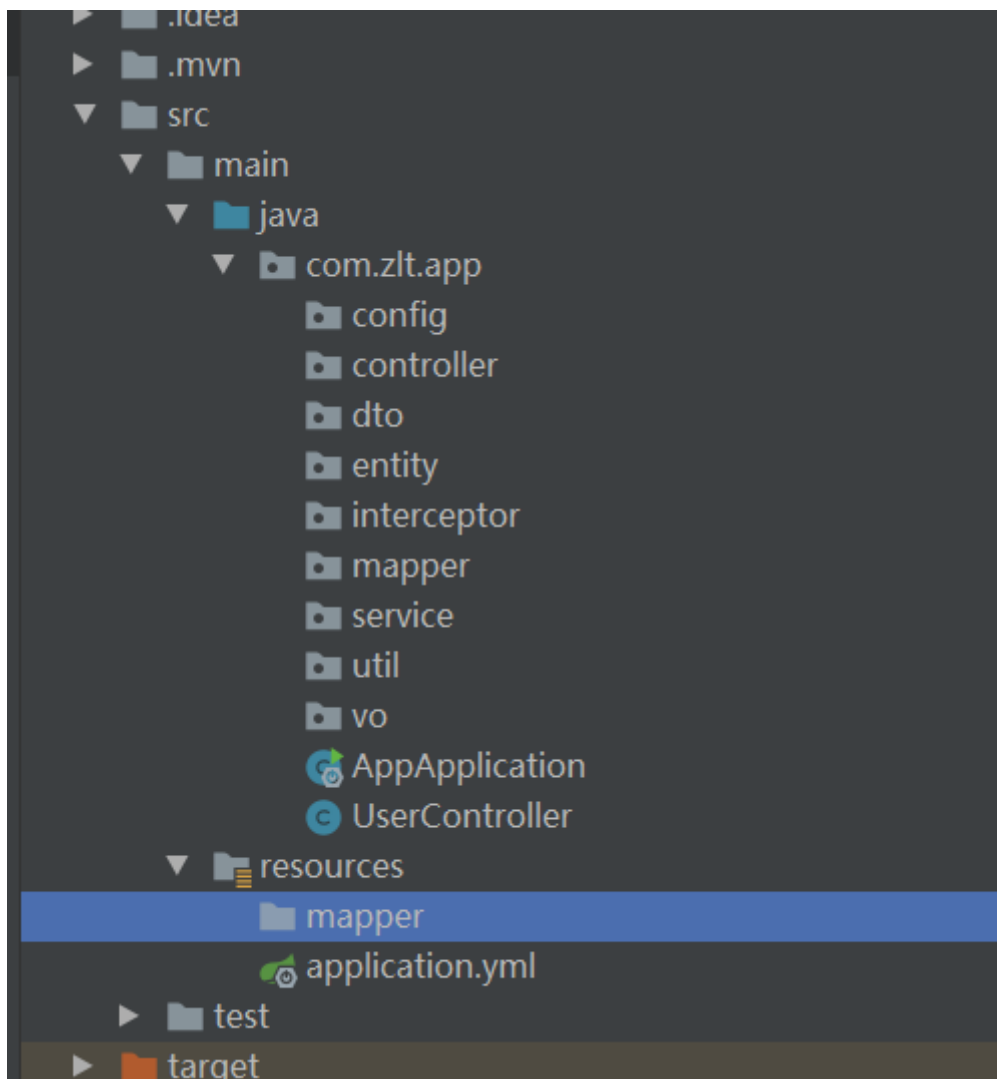 .idea
.mvn
src
main
java
com.zlt.app
config
controller
dto
entity
interceptor
mapper
service
util
vo
AppApplication
UserController
resources
mapper
application.yml
test
target